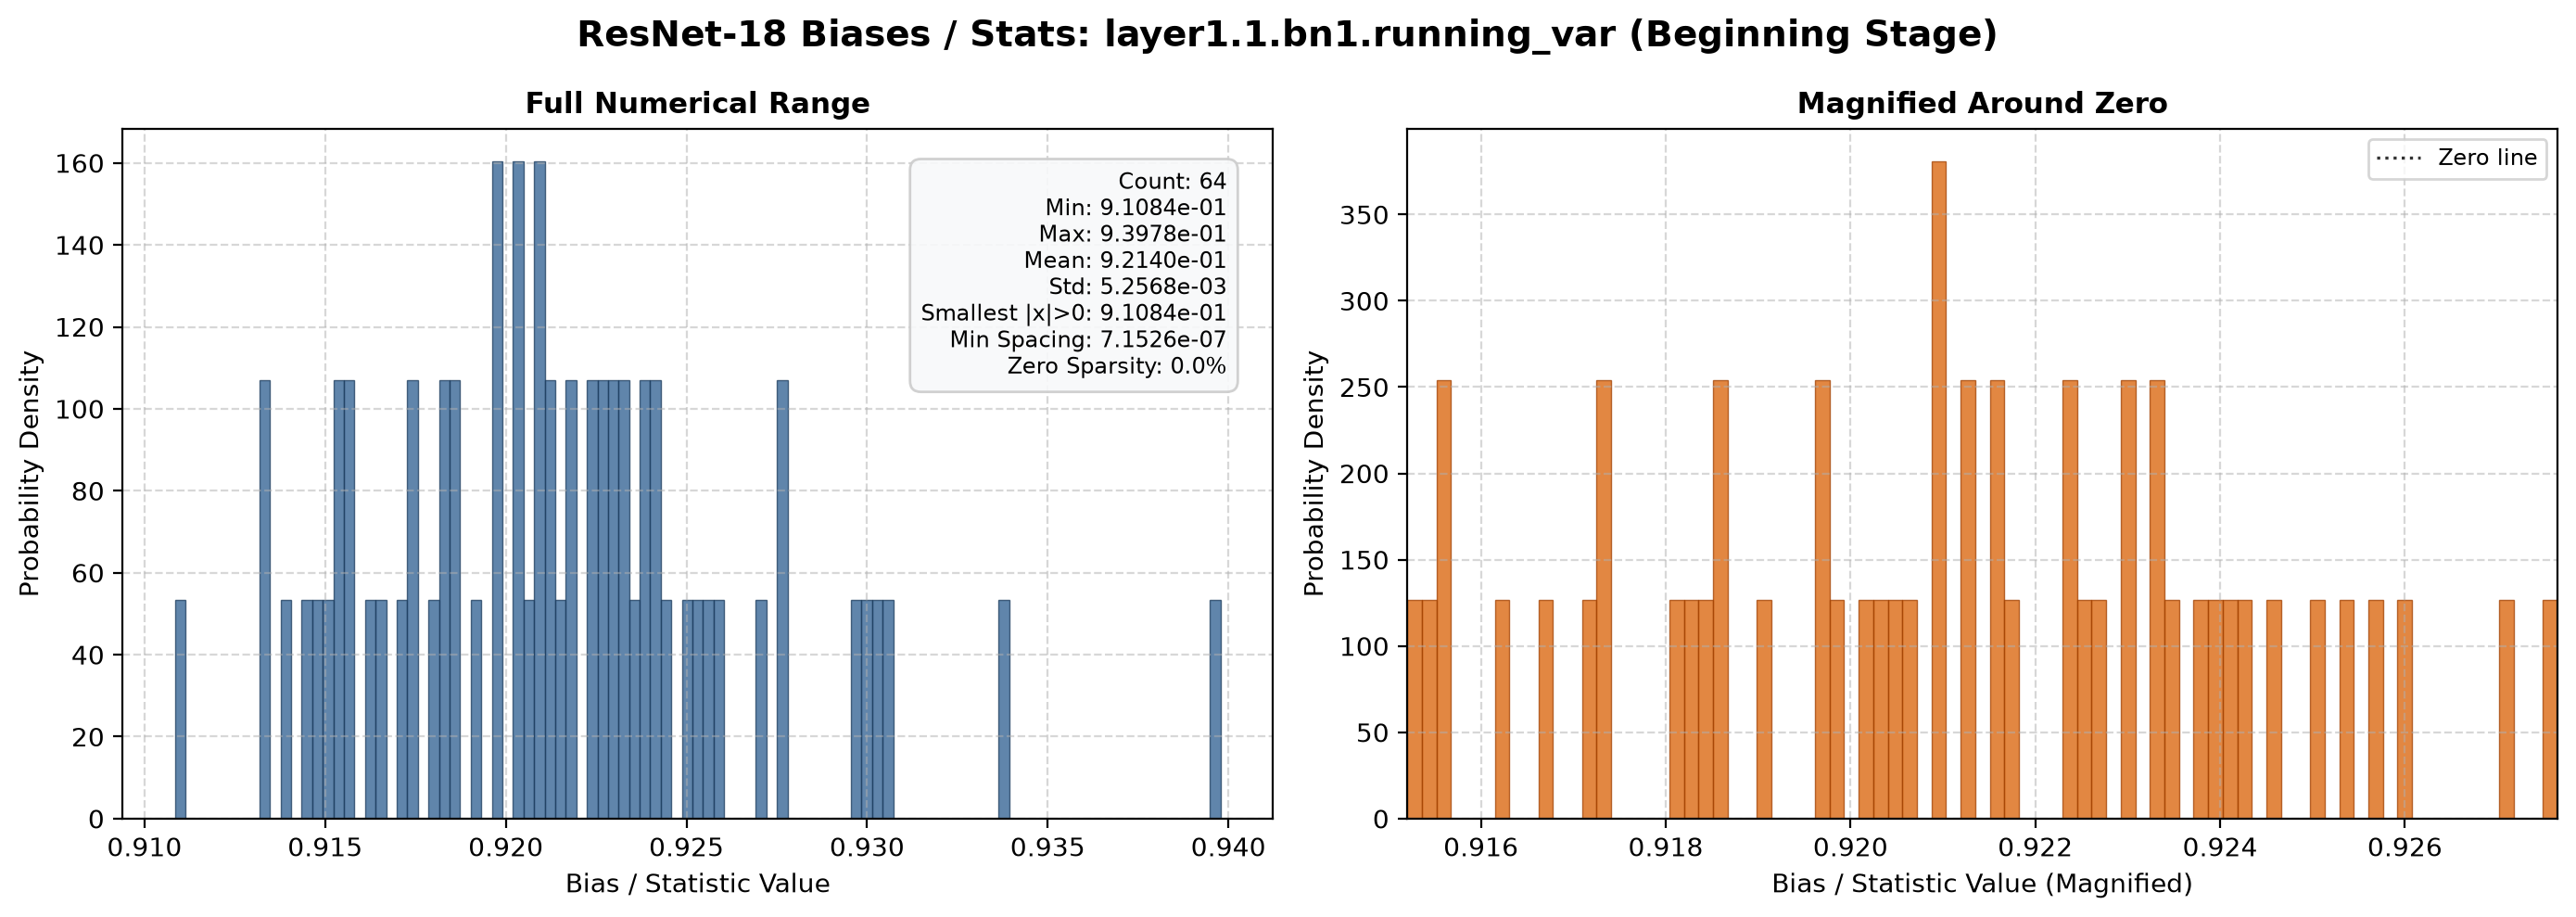 ResNet-18 Biases / Stats: layer1.1.bn1.running_var (Beginning Stage)
Full Numerical Range
Probability Density
160
140
120
100
80
60
40
20
0
Count: 64
Min: 9.1084e-01
Max: 9.3978e-01
Mean: 9.2140e-01
Std: 5.2568e-03
Smallest |x|>0: 9.1084e-01
Min Spacing: 7.1526e-07
Zero Sparsity: 0.0%
0.910 0.915 0.920 0.925 0.930 0.935 0.940
Bias / Statistic Value
Magnified Around Zero
Probability Density
350
300
250
200
150
100
50
0
Zero line
0.916 0.918 0.920 0.922 0.924 0.926
Bias / Statistic Value (Magnified)